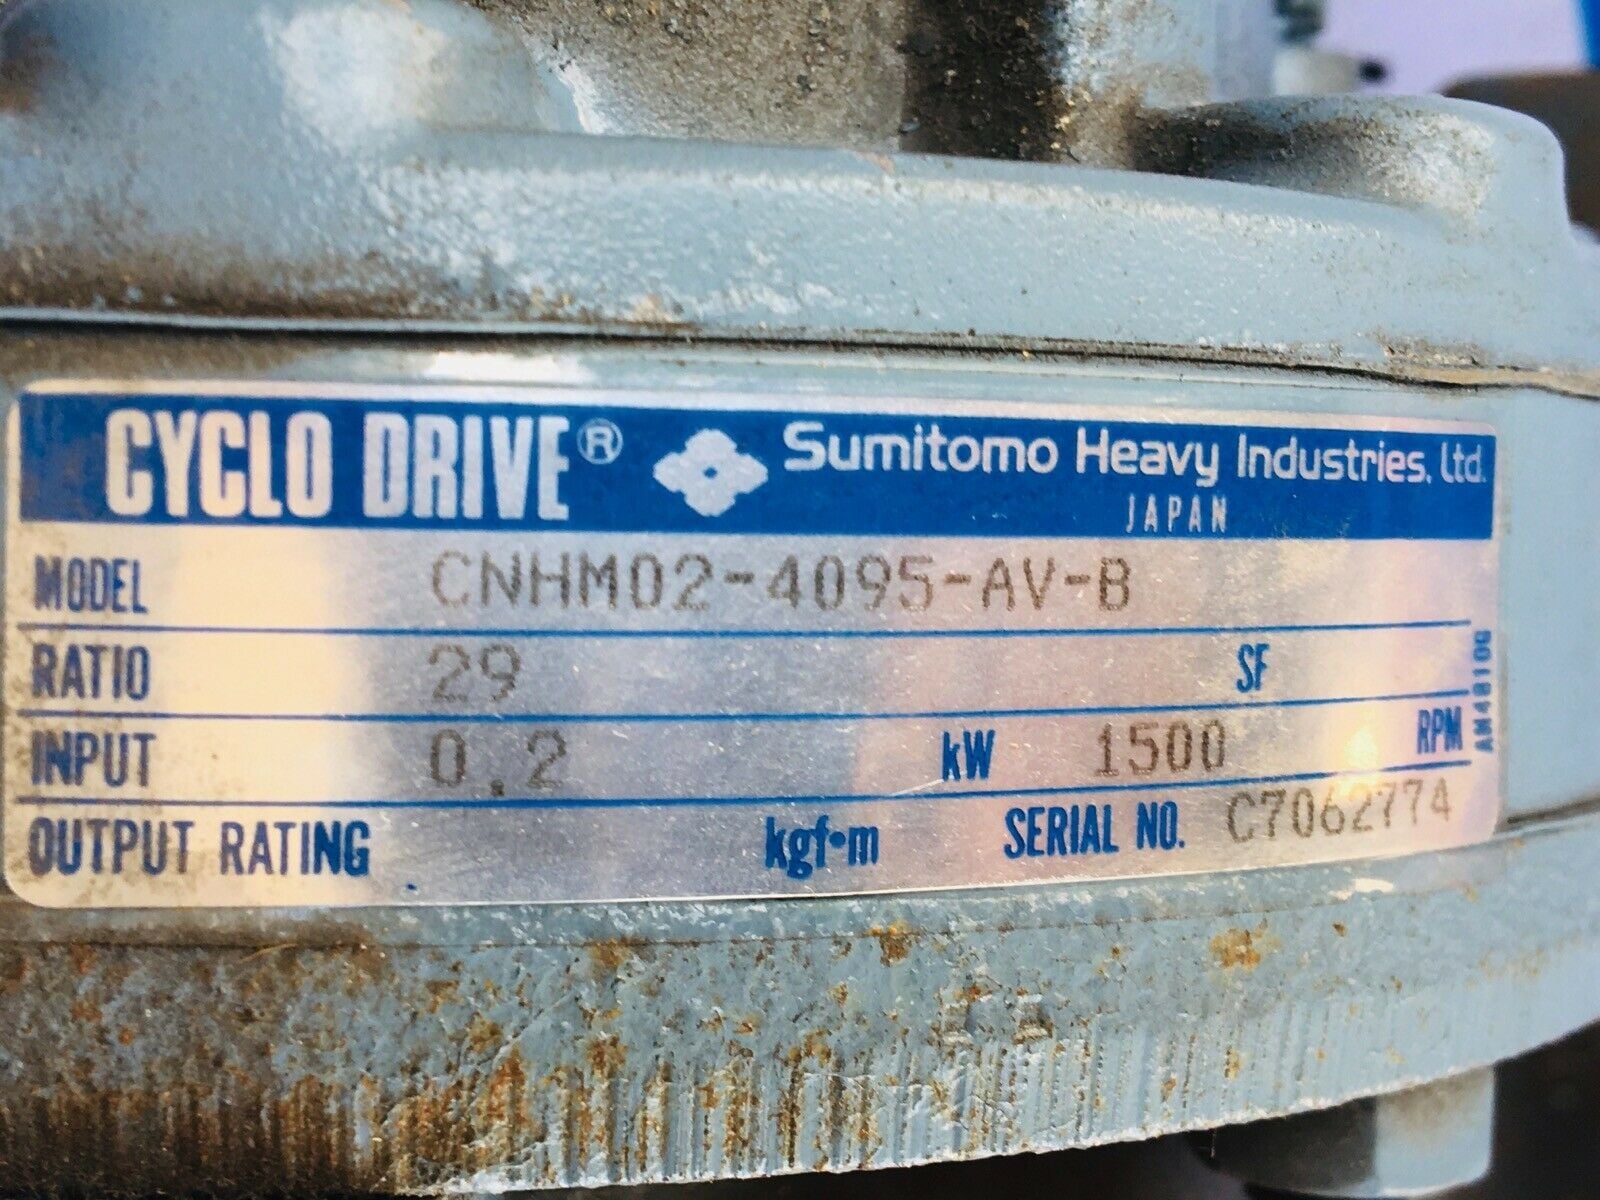 CYCLO DRIVE® Sumitomo Heavy Industries, Ltd.
JAPAN
MODEL CNHM02-4095-AV-B
RATIO 29 SF
INPUT 0.2 kW 1500 RPM
OUTPUT RATING kgf•m SERIAL NO. C7062774
AM4810G